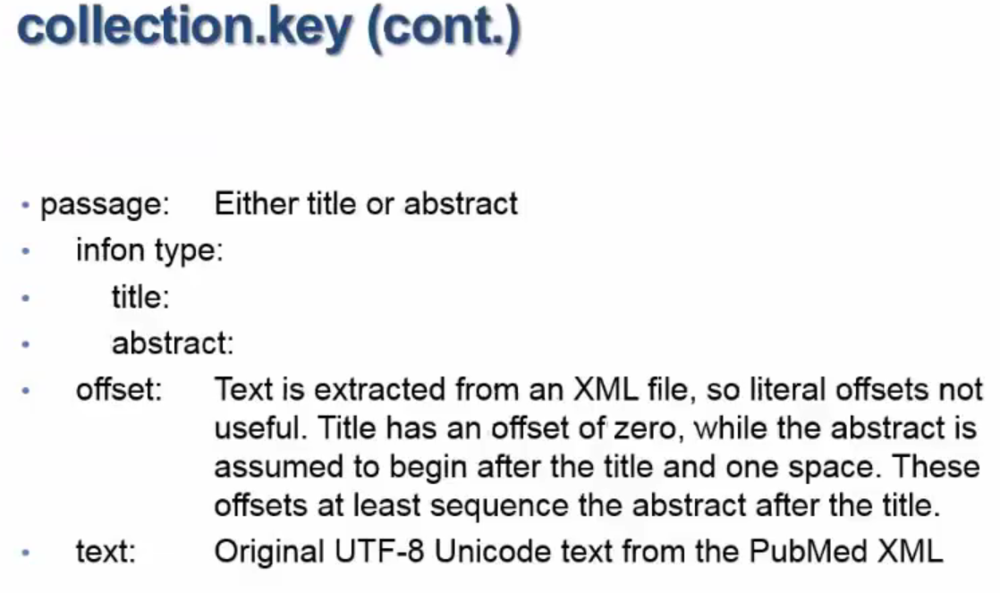 collection.key (cont.)
• passage: Either title or abstract
• infon type:
• title:
• abstract:
• offset: Text is extracted from an XML file, so literal offsets not
useful. Title has an offset of zero, while the abstract is
assumed to begin after the title and one space. These
offsets at least sequence the abstract after the title.
• text: Original UTF-8 Unicode text from the PubMed XML